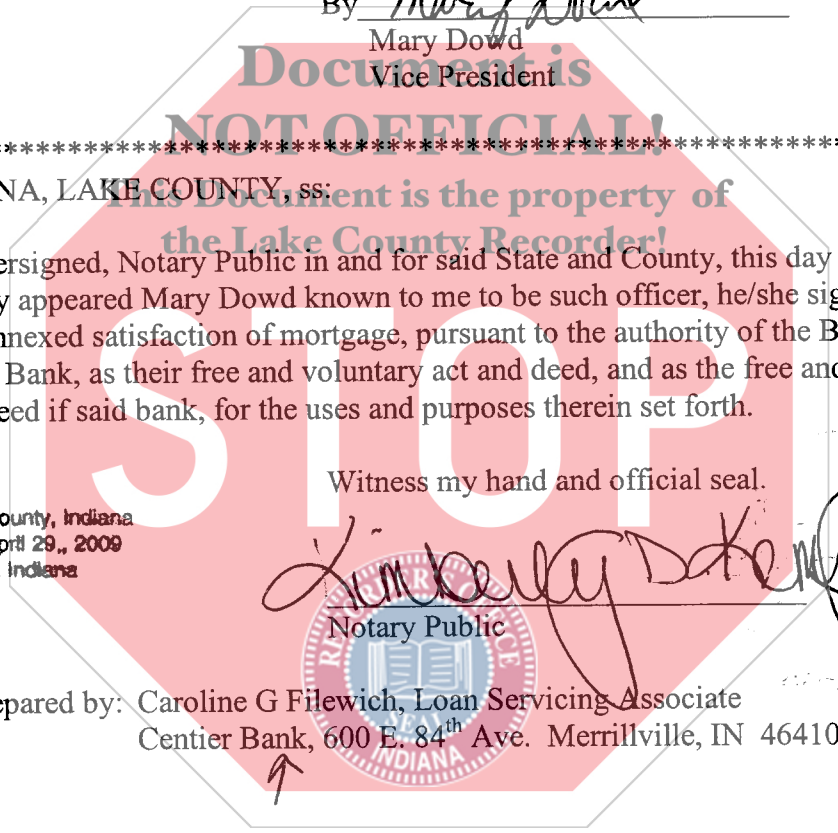 By Mary Dowd
Mary Dowd
Vice President
Document is
NOT OFFICIAL!
********************************************************************
NA, LAKE COUNTY, ss:
This Document is the property of
the Lake County Recorder!
ersigned, Notary Public in and for said State and County, this day
y appeared Mary Dowd known to me to be such officer, he/she sig
nnexed satisfaction of mortgage, pursuant to the authority of the B
Bank, as their free and voluntary act and deed, and as the free and
eed if said bank, for the uses and purposes therein set forth.
STOP
Witness my hand and official seal.
ounty, Indiana
pril 29,, 2009
Indiana
Notary Public
RECORDER'S OFFICE
SEAL
INDIANA
epared by: Caroline G Filewich, Loan Servicing Associate
Centier Bank, 600 E. 84th Ave. Merrillville, IN 46410